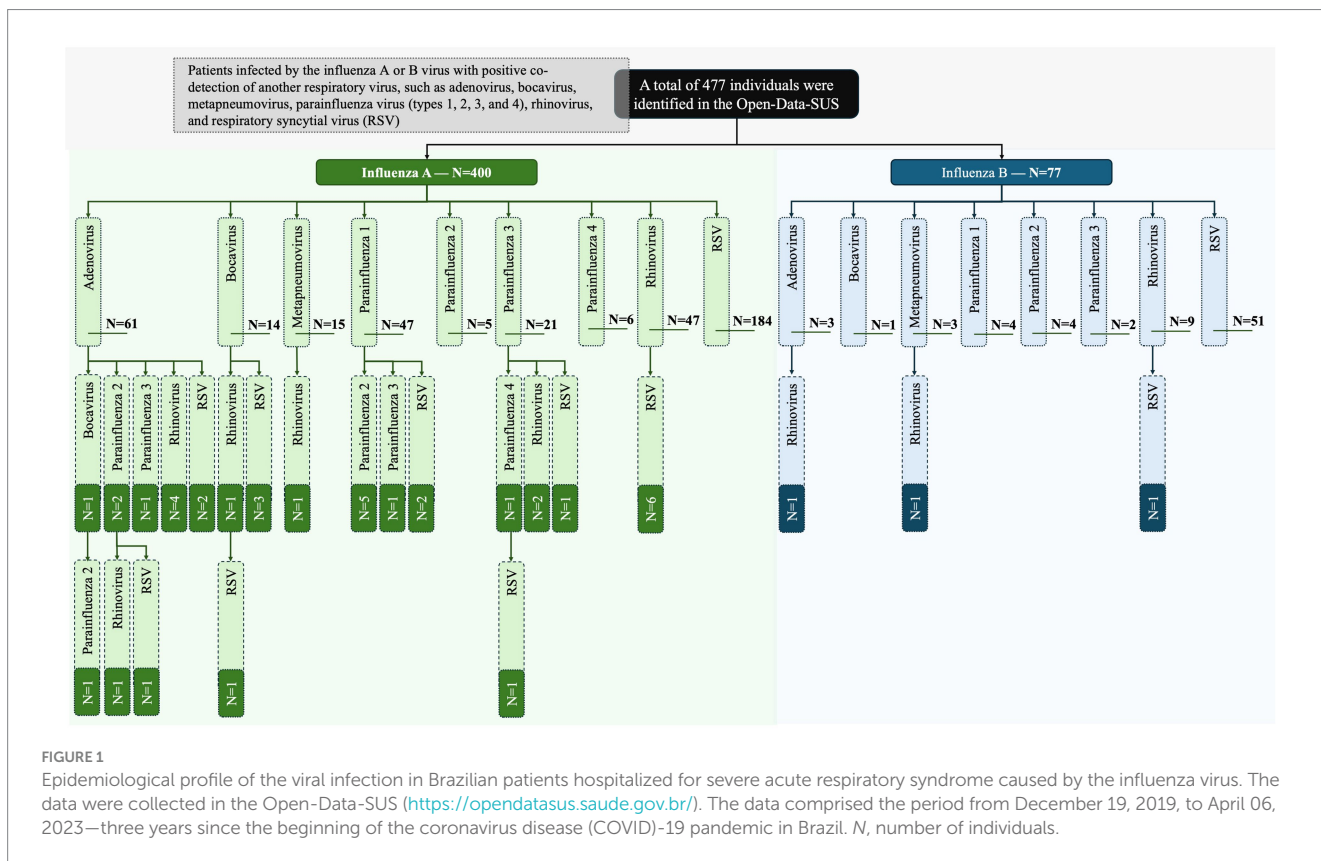 Patients infected by the influenza A or B virus with positive co-
detection of another respiratory virus, such as adenovirus, bocavirus,
metapneumovirus, parainfluenza virus (types 1, 2, 3, and 4), rhinovirus,
and respiratory syncytial virus (RSV)
A total of 477 individuals were
identified in the Open-Data-SUS
Influenza A — N=400
Influenza B — N=77
Adenovirus
N=61
Bocavirus
N=14
Metapneumovirus
N=15
Parainfluenza 1
N=47
Parainfluenza 2
N=5
Parainfluenza 3
N=21
Parainfluenza 4
N=6
Rhinovirus
N=47
RSV
N=184
Adenovirus
N=3
Bocavirus
N=1
Metapneumovirus
N=3
Parainfluenza 1
N=4
Parainfluenza 2
N=4
Parainfluenza 3
N=2
Rhinovirus
N=9
RSV
N=51
Bocavirus
N=1
Parainfluenza 2
N=2
Parainfluenza 3
N=1
Rhinovirus
N=4
RSV
N=2
Rhinovirus
N=1
RSV
N=3
Rhinovirus
N=1
Parainfluenza 2
N=5
Parainfluenza 3
N=1
RSV
N=2
Parainfluenza 4
N=1
Rhinovirus
N=2
RSV
N=1
RSV
N=6
Rhinovirus
N=1
Rhinovirus
N=1
RSV
N=1
Parainfluenza 2
N=1
Rhinovirus
N=1
RSV
N=1
RSV
N=1
RSV
N=1
FIGURE 1
Epidemiological profile of the viral infection in Brazilian patients hospitalized for severe acute respiratory syndrome caused by the influenza virus. The
data were collected in the Open-Data-SUS (https://opendatasus.saude.gov.br/). The data comprised the period from December 19, 2019, to April 06,
2023—three years since the beginning of the coronavirus disease (COVID)-19 pandemic in Brazil. N, number of individuals.